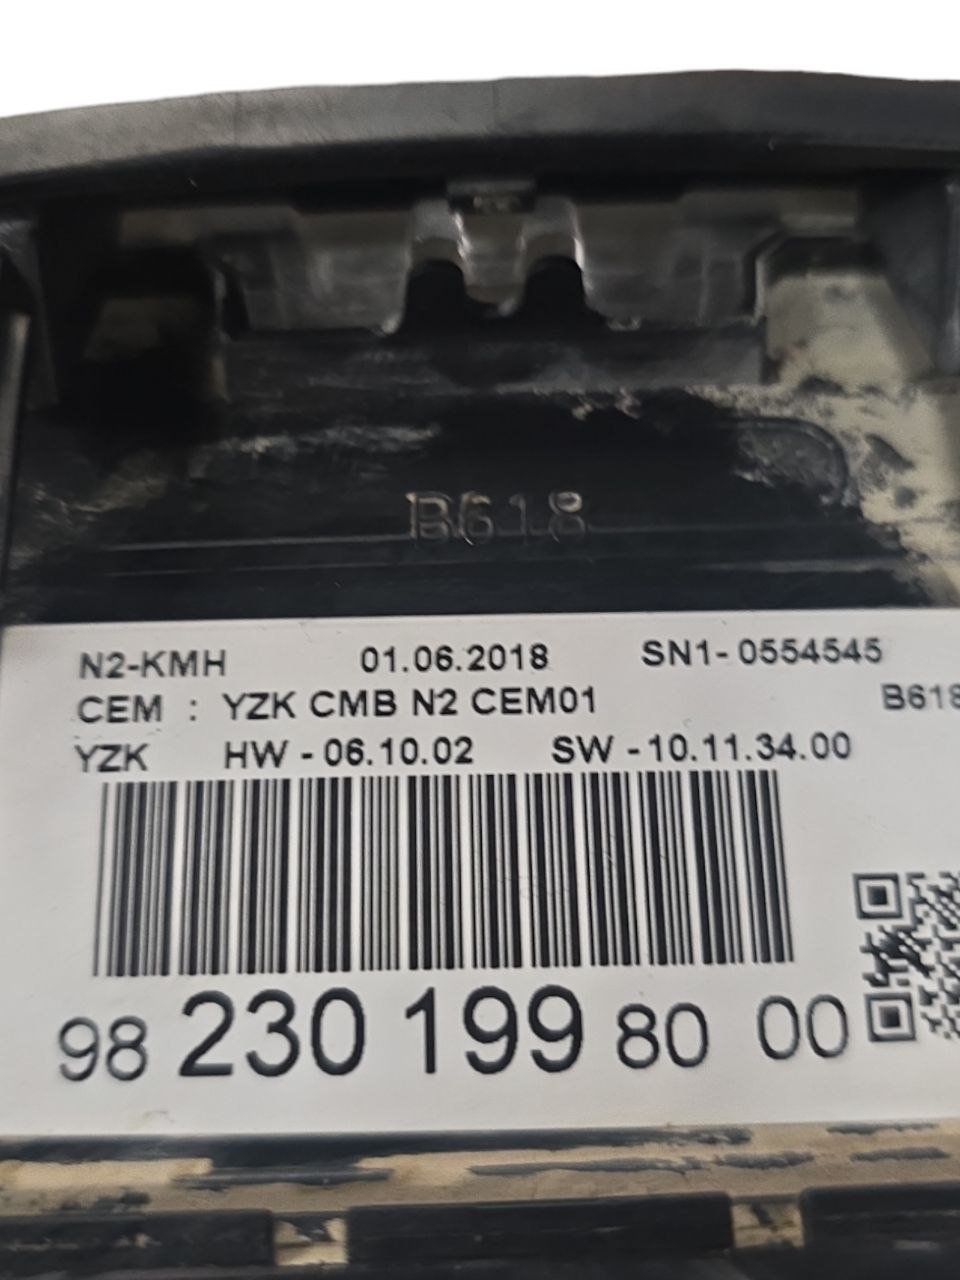 B618
N2-KMH 01.06.2018 SN1- 0554545
CEM : YZK CMB N2 CEM01 B618
YZK HW - 06.10.02 SW - 10.11.34.00
98 230 199 80 00